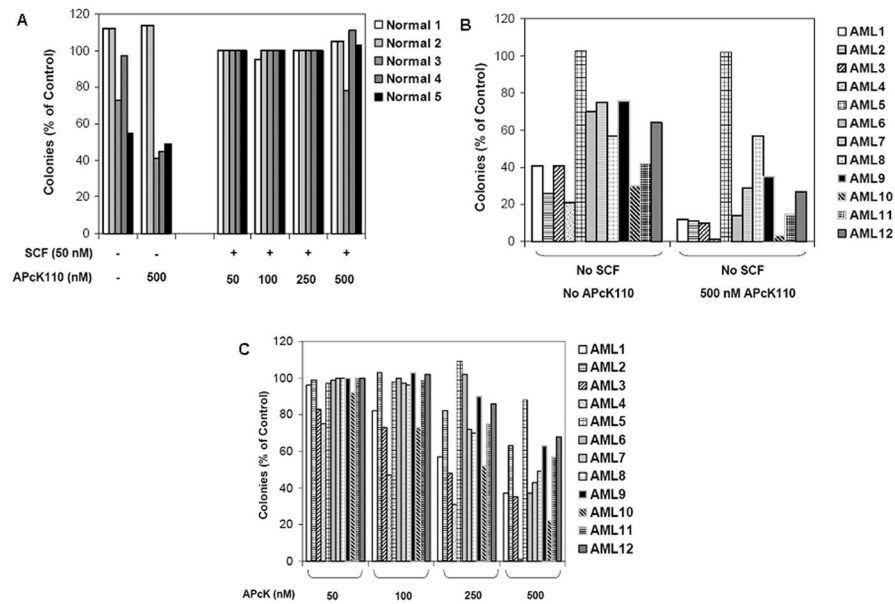 A
Colonies (% of Control)
120
100
80
60
40
20
0
Normal 1
Normal 2
Normal 3
Normal 4
Normal 5
SCF (50 nM) - - + + + +
APcK110 (nM) - 500 50 100 250 500
B
Colonies (% of Control)
120
100
80
60
40
20
0
No SCF No SCF
No APcK110 500 nM APcK110
AML1
AML2
AML3
AML4
AML5
AML6
AML7
AML8
AML9
AML10
AML11
AML12
C
Colonies (% of Control)
120
100
80
60
40
20
0
APcK (nM) 50 100 250 500
AML1
AML2
AML3
AML4
AML5
AML6
AML7
AML8
AML9
AML10
AML11
AML12